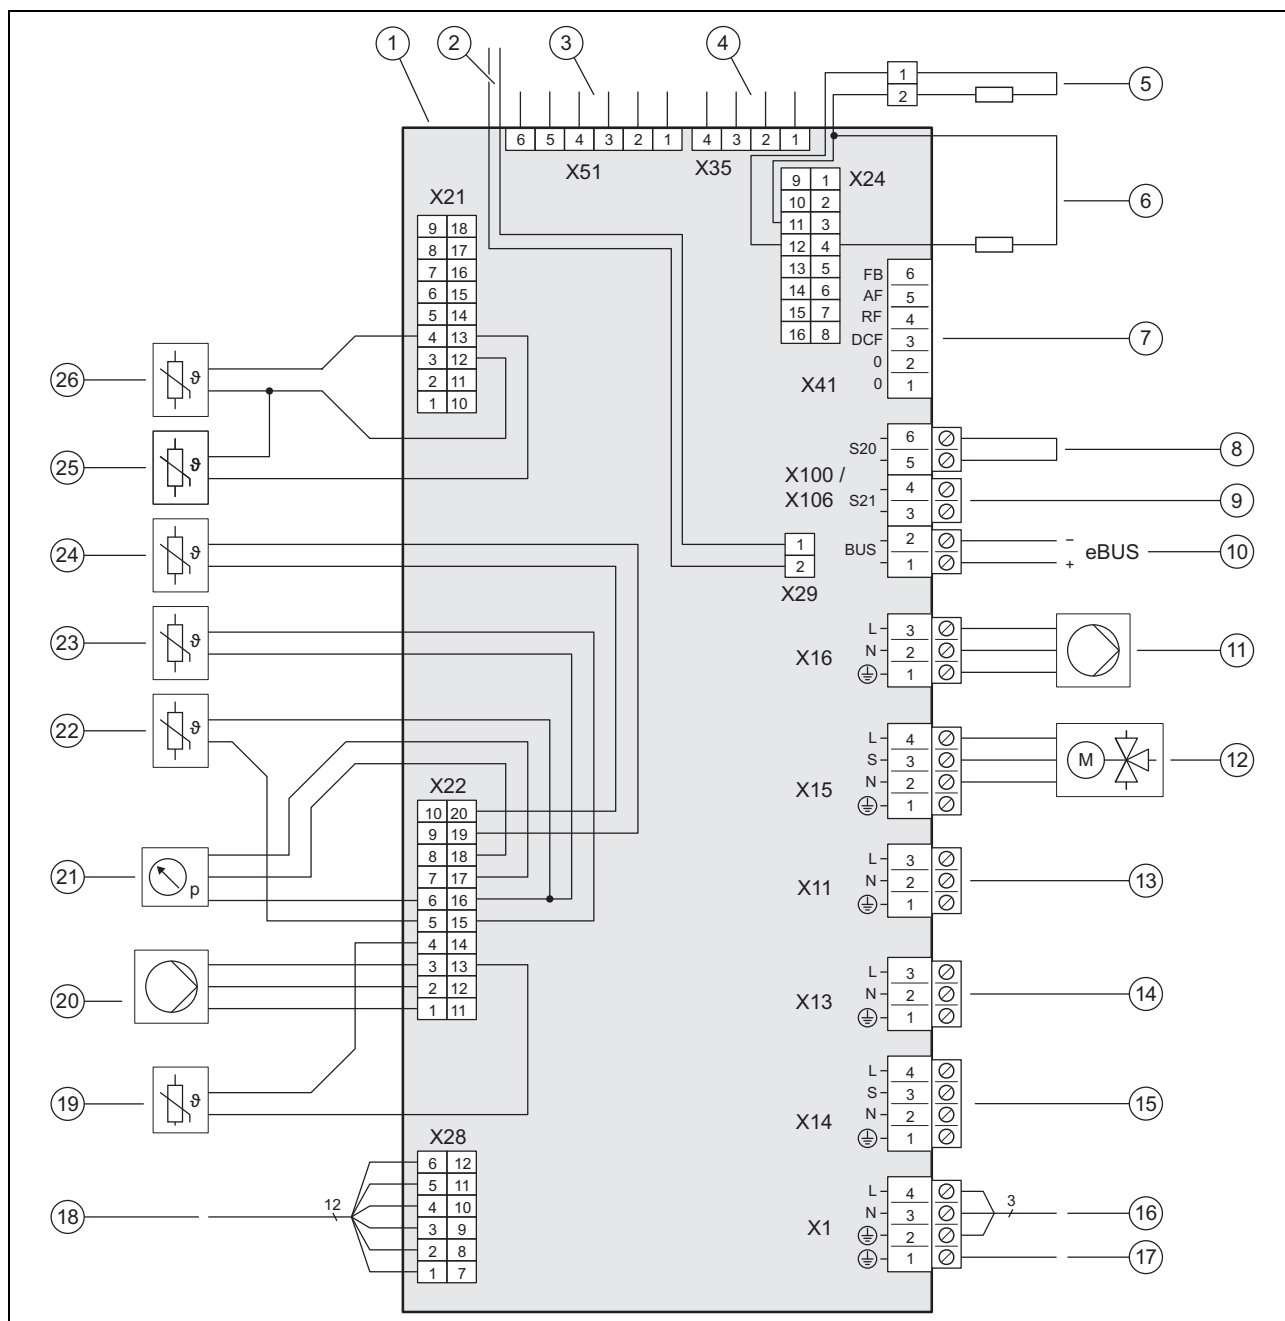 1
2
3
4
1
2
5
6 5 4 3 2 1
4 3 2 1
X51
X35
X24
9 1
10 2
11 3
12 4
13 5
14 6
15 7
16 8
6
X21
9 18
8 17
7 16
6 15
5 14
4 13
3 12
2 11
1 10
FB 6
AF 5
RF 4
DCF 3
0 2
0 1
X41
7
26
ϑ
25
ϑ
24
ϑ
23
ϑ
22
ϑ
X100 /
X106
S20
6
5
8
S21
4
3
9
BUS
2
1
–
+
eBUS
10
1
2
X29
X16
L 3
N 2
1
11
X15
L 4
S 3
N 2
1
M
12
X22
10 20
9 19
8 18
7 17
6 16
5 15
4 14
3 13
2 12
1 11
21
p
20
19
ϑ
X11
L 3
N 2
1
13
X13
L 3
N 2
1
14
X14
L 4
S 3
N 2
1
15
X28
6 12
5 11
4 10
3 9
2 8
1 7
12
18
X1
L 4
N 3
2
1
3
16
17